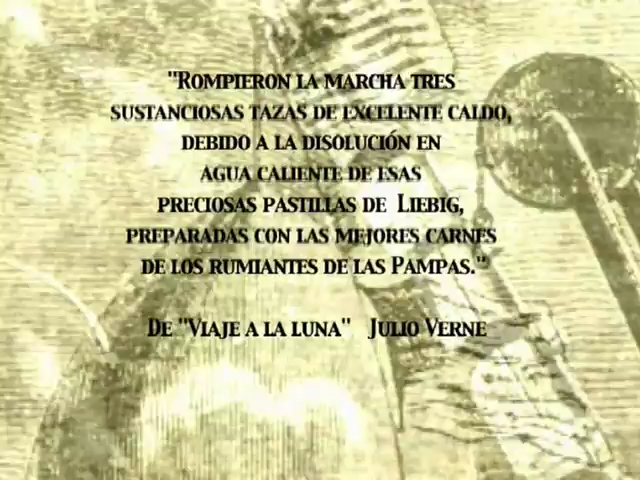 "Rompieron la marcha tres
sustanciosas tazas de excelente caldo,
debido a la disolución en
agua caliente de esas
preciosas pastillas de Liebig,
preparadas con las mejores carnes
de los rumiantes de las Pampas."
De "Viaje a la luna" Julio Verne